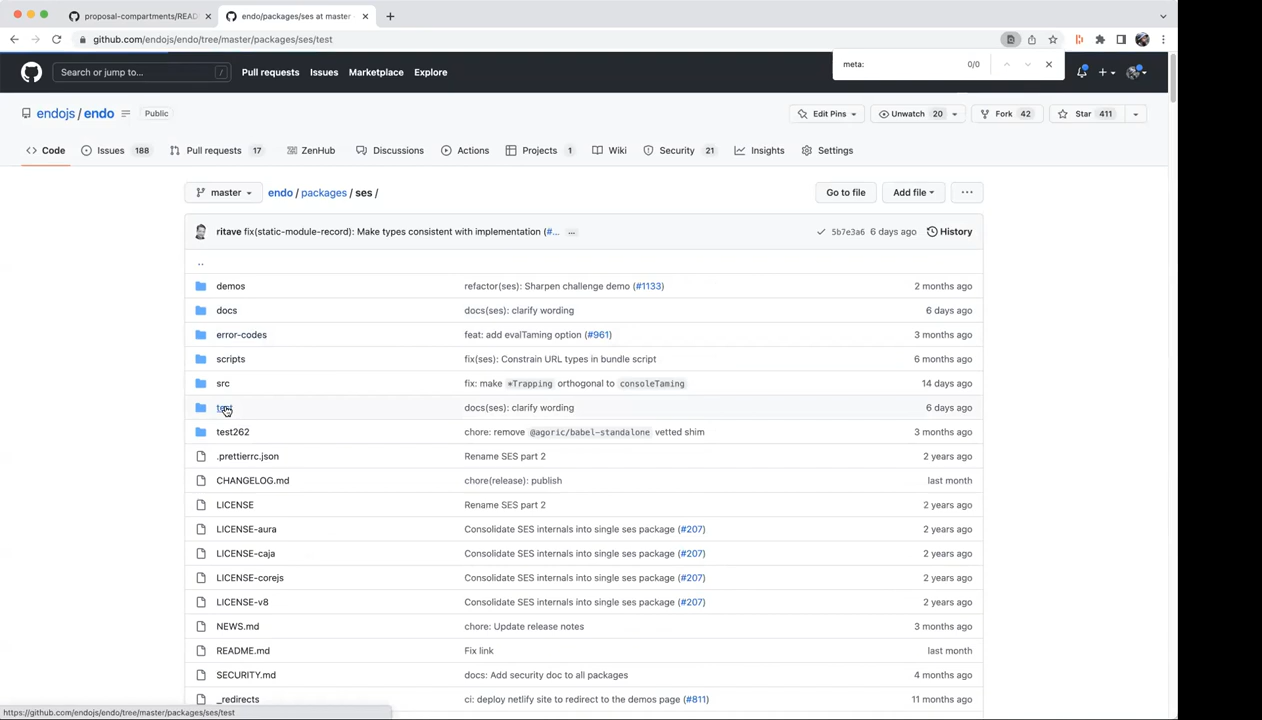 proposal-compartments/READ
endo/packages/ses at master ·
github.com/endojs/endo/tree/master/packages/ses/test
meta:
0/0
Search or jump to...
/
Pull requests
Issues
Marketplace
Explore
endojs / endo
Public
Edit Pins
Unwatch 20
Fork 42
Star 411
Code
Issues 188
Pull requests 17
ZenHub
Discussions
Actions
Projects 1
Wiki
Security 21
Insights
Settings
master
endo / packages / ses /
Go to file
Add file
...
ritave fix(static-module-record): Make types consistent with implementation (#... ...
5b7e3a6 6 days ago
History
..
demos refactor(ses): Sharpen challenge demo (#1133) 2 months ago
docs docs(ses): clarify wording 6 days ago
error-codes feat: add evalTaming option (#961) 3 months ago
scripts fix(ses): Constrain URL types in bundle script 6 months ago
src fix: make *Trapping orthogonal to consoleTaming 14 days ago
test docs(ses): clarify wording 6 days ago
test262 chore: remove @agoric/babel-standalone vetted shim 3 months ago
.prettierrc.json Rename SES part 2 2 years ago
CHANGELOG.md chore(release): publish last month
LICENSE Rename SES part 2 2 years ago
LICENSE-aura Consolidate SES internals into single ses package (#207) 2 years ago
LICENSE-caja Consolidate SES internals into single ses package (#207) 2 years ago
LICENSE-corejs Consolidate SES internals into single ses package (#207) 2 years ago
LICENSE-v8 Consolidate SES internals into single ses package (#207) 2 years ago
NEWS.md chore: Update release notes 3 months ago
README.md Fix link last month
SECURITY.md docs: Add security doc to all packages 4 months ago
_redirects ci: deploy netlify site to redirect to the demos page (#811) 11 months ago
https://github.com/endojs/endo/tree/master/packages/ses/test